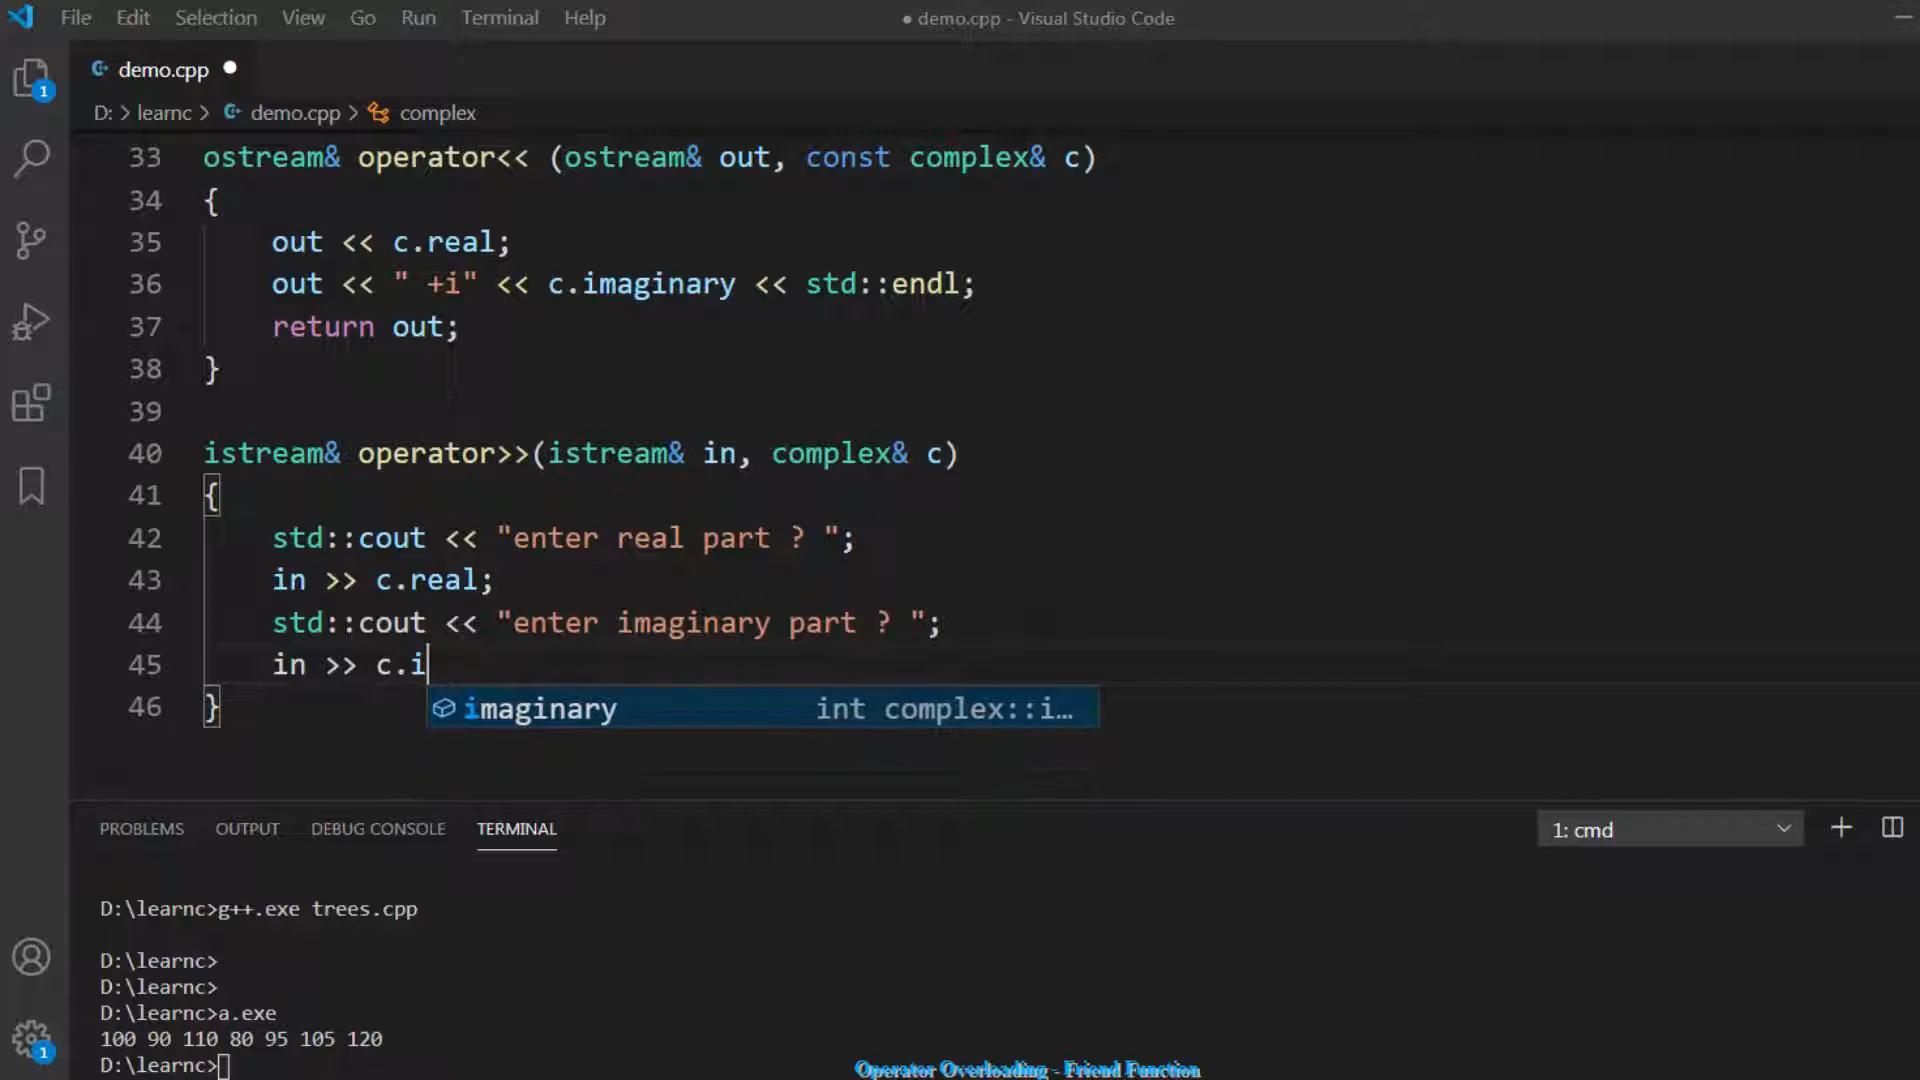 File Edit Selection View Go Run Terminal Help
● demo.cpp - Visual Studio Code
demo.cpp
D: > learnc > demo.cpp > complex
33 ostream& operator<< (ostream& out, const complex& c)
34 {
35 out << c.real;
36 out << " +i" << c.imaginary << std::endl;
37 return out;
38 }
39
40 istream& operator>>(istream& in, complex& c)
41 {
42 std::cout << "enter real part ? ";
43 in >> c.real;
44 std::cout << "enter imaginary part ? ";
45 in >> c.i
46 }
imaginary int complex::i…
PROBLEMS OUTPUT DEBUG CONSOLE TERMINAL
1: cmd
D:\learnc>g++.exe trees.cpp
D:\learnc>
D:\learnc>
D:\learnc>a.exe
100 90 110 80 95 105 120
D:\learnc>
1
1
Operator Overloading - Friend Function